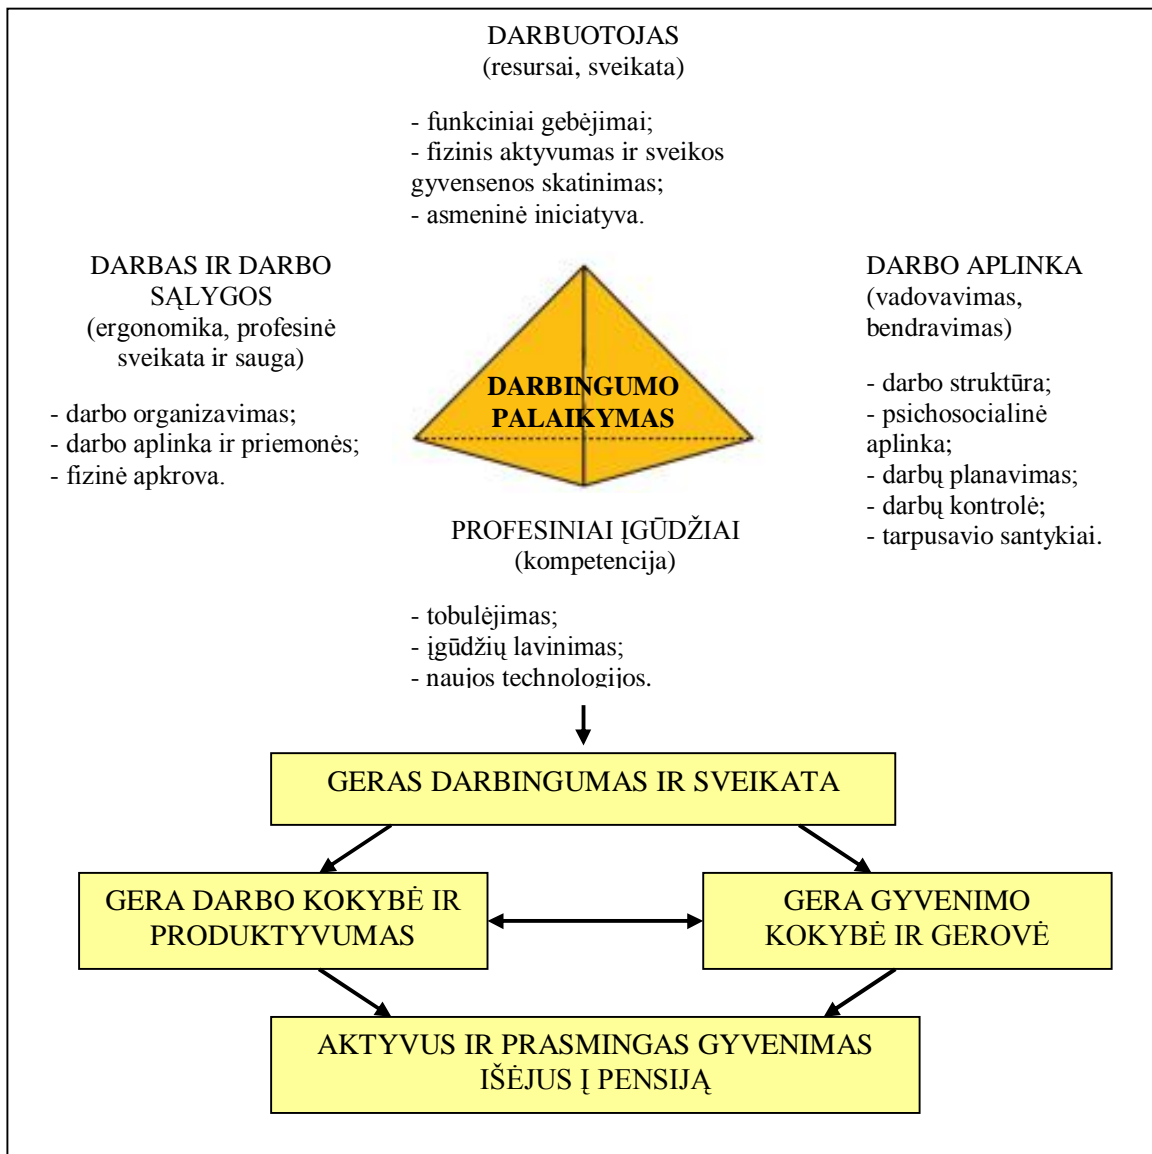 DARBUOTOJAS
(resursai, sveikata)
- funkciniai gebėjimai;
- fizinis aktyvumas ir sveikos
gyvensenos skatinimas;
- asmeninė iniciatyva.
DARBAS IR DARBO
SĄLYGOS
(ergonomika, profesinė
sveikata ir sauga)
- darbo organizavimas;
- darbo aplinka ir priemonės;
- fizinė apkrova.
DARBINGUMO
PALAIKYMAS
DARBO APLINKA
(vadovavimas,
bendravimas)
- darbo struktūra;
- psichosocialinė
aplinka;
- darbų planavimas;
- darbų kontrolė;
- tarpusavio santykiai.
PROFESINIAI ĮGŪDŽIAI
(kompetencija)
- tobulėjimas;
- įgūdžių lavinimas;
- naujos technologijos.
GERAS DARBINGUMAS IR SVEIKATA
GERA DARBO KOKYBĖ IR
PRODUKTYVUMAS
GERA GYVENIMO
KOKYBĖ IR GEROVĖ
AKTYVUS IR PRASMINGAS GYVENIMAS
IŠĖJUS Į PENSIJĄ